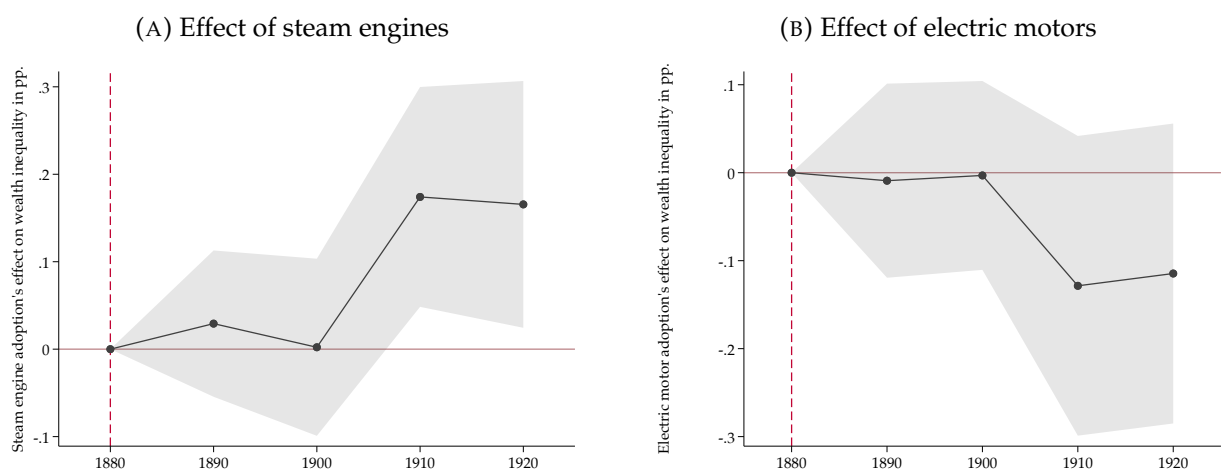 (A) Effect of steam engines
Steam engine adoption's effect on wealth inequality in pp.
.3
.2
.1
0
-.1
1880 1890 1900 1910 1920
(B) Effect of electric motors
Electric motor adoption's effect on wealth inequality in pp.
.1
0
-.1
-.2
-.3
1880 1890 1900 1910 1920